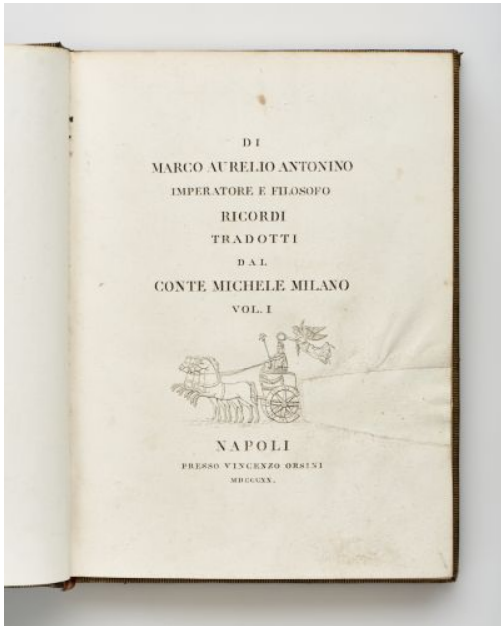 DI
MARCO AURELIO ANTONINO
IMPERATORE E FILOSOFO
RICORDI
TRADOTTI
DAL
CONTE MICHELE MILANO
VOL. I
NAPOLI
PRESSO VINCENZO ORSINI
MDCCCXX.